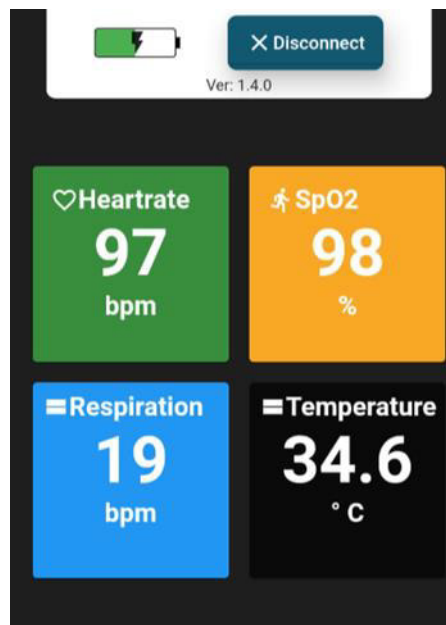 Disconnect
Ver: 1.4.0
Heartrate
97
bpm
SpO2
98
%
Respiration
19
bpm
Temperature
34.6
° C